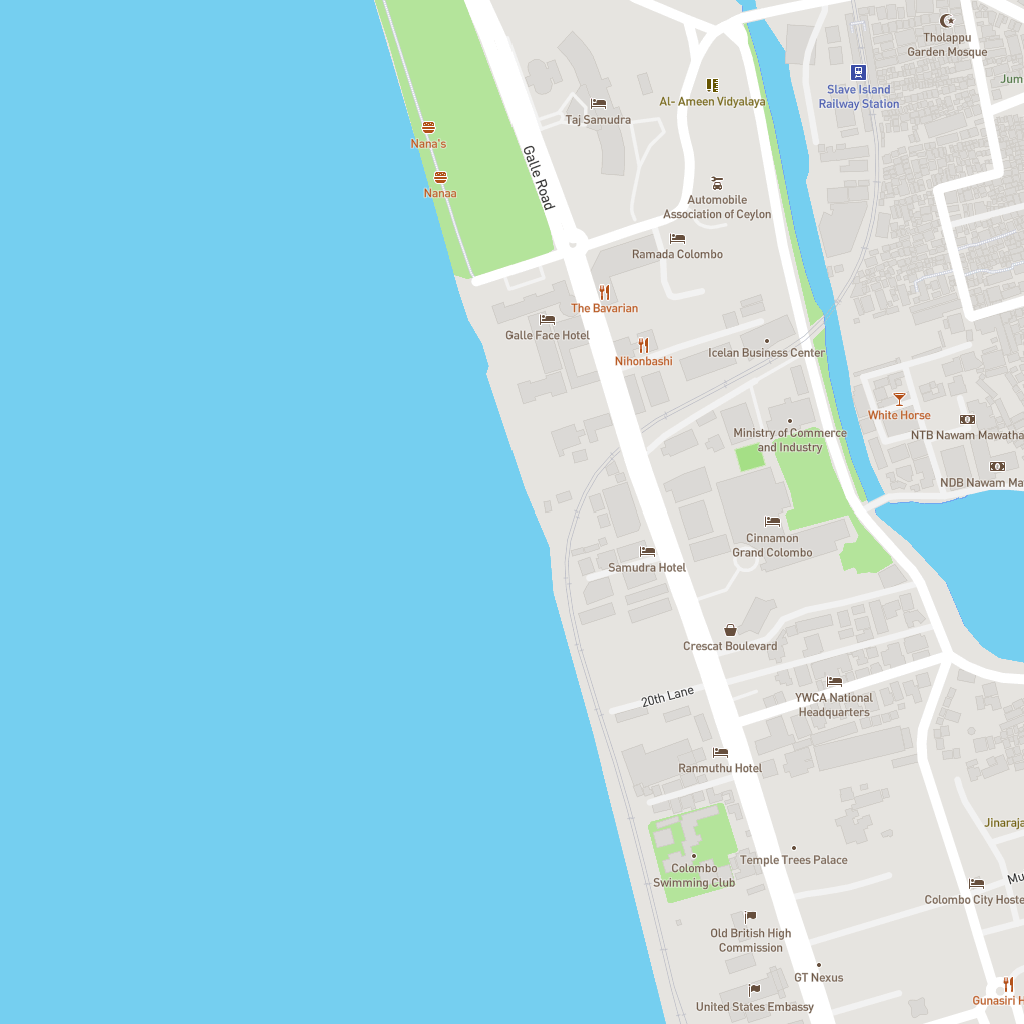 Tholappu
Garden Mosque
Jum
Slave Island
Railway Station
Al- Ameen Vidyalaya
Taj Samudra
Nana's
Nanaa
Galle Road
Automobile
Association of Ceylon
Ramada Colombo
The Bavarian
Galle Face Hotel
Nihonbashi
Icelan Business Center
White Horse
NTB Nawam Mawatha
Ministry of Commerce
and Industry
NDB Nawam Ma
Cinnamon
Grand Colombo
Samudra Hotel
Crescat Boulevard
20th Lane
YWCA National
Headquarters
Ranmuthu Hotel
Jinaraja
Temple Trees Palace
Colombo
Swimming Club
Mu
Colombo City Hoste
Old British High
Commission
GT Nexus
United States Embassy
Gunasiri H